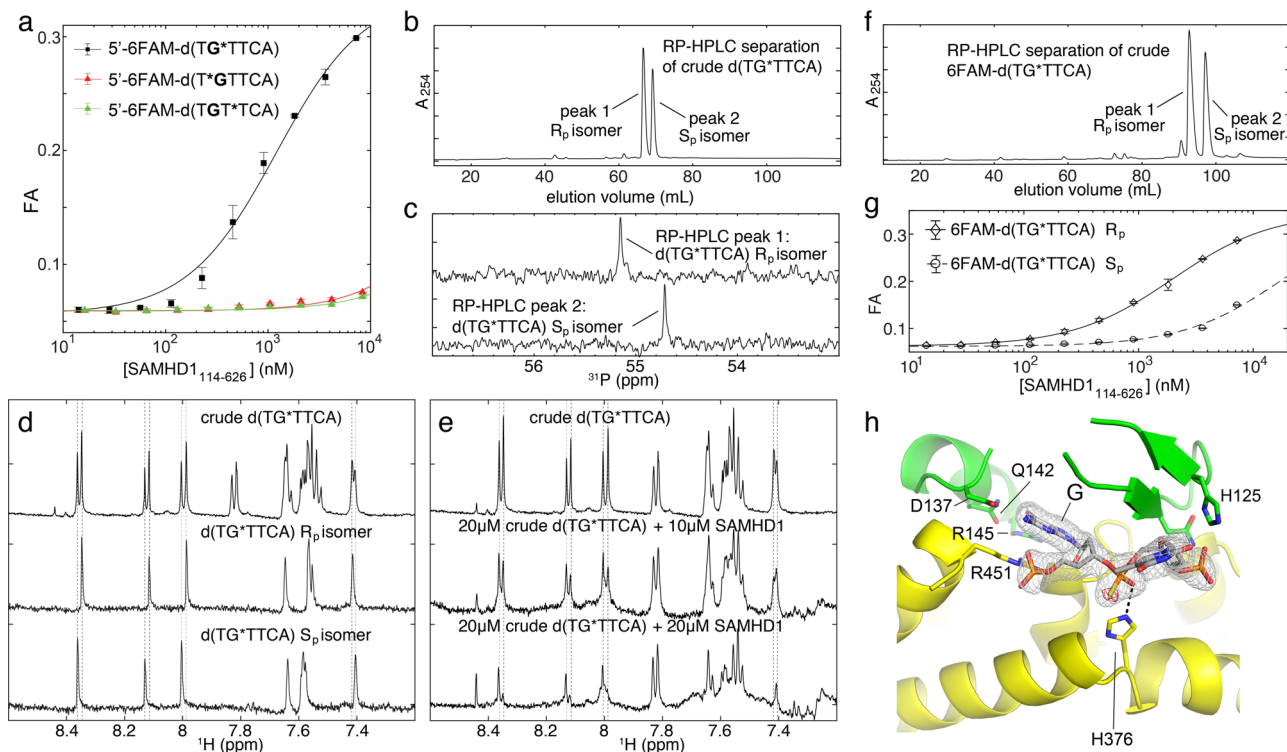 a
0.3
0.2
0.1
FA
5'-6FAM-d(TG*TTCA)
5'-6FAM-d(T*GTTCA)
5'-6FAM-d(TGT*TCA)
10¹ 10² 10³ 10⁴
[SAMHD1₁₁₄₋₆₂₆] (nM)
b
A₂₅₄
RP-HPLC separation
of crude d(TG*TTCA)
peak 1
Rₚ isomer
peak 2
Sₚ isomer
20 40 60 80 100
elution volume (mL)
c
RP-HPLC peak 1:
d(TG*TTCA) Rₚ isomer
RP-HPLC peak 2:
d(TG*TTCA) Sₚ isomer
56 55 54
³¹P (ppm)
f
A₂₅₄
RP-HPLC separation of crude
6FAM-d(TG*TTCA)
peak 1
Rₚ isomer
peak 2
Sₚ isomer
20 40 60 80 100
elution volume (mL)
g
0.3
0.2
0.1
FA
6FAM-d(TG*TTCA) Rₚ
6FAM-d(TG*TTCA) Sₚ
10¹ 10² 10³ 10⁴
[SAMHD1₁₁₄₋₆₂₆] (nM)
d
crude d(TG*TTCA)
d(TG*TTCA) Rₚ isomer
d(TG*TTCA) Sₚ isomer
8.4 8.2 8 7.8 7.6 7.4
¹H (ppm)
e
crude d(TG*TTCA)
20μM crude d(TG*TTCA) + 10μM SAMHD1
20μM crude d(TG*TTCA) + 20μM SAMHD1
8.4 8.2 8 7.8 7.6 7.4
¹H (ppm)
h
Q142
G
D137
H125
R145
R451
H376